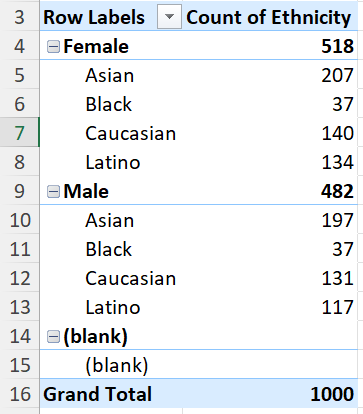 3 Row Labels Count of Ethnicity
4 Female 518
5 Asian 207
6 Black 37
7 Caucasian 140
8 Latino 134
9 Male 482
10 Asian 197
11 Black 37
12 Caucasian 131
13 Latino 117
14 (blank)
15 (blank)
16 Grand Total 1000